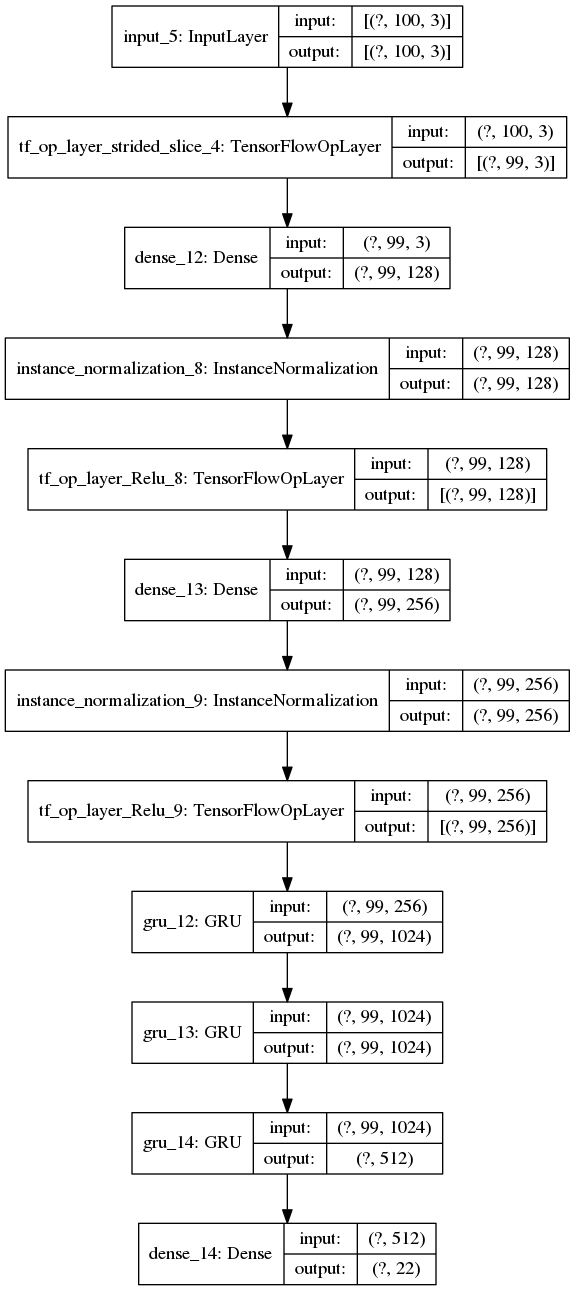 input_5: InputLayer input: [(?, 100, 3)]
output: [(?, 100, 3)]
tf_op_layer_strided_slice_4: TensorFlowOpLayer input: (?, 100, 3)
output: [(?, 99, 3)]
dense_12: Dense input: (?, 99, 3)
output: (?, 99, 128)
instance_normalization_8: InstanceNormalization input: (?, 99, 128)
output: (?, 99, 128)
tf_op_layer_Relu_8: TensorFlowOpLayer input: (?, 99, 128)
output: [(?, 99, 128)]
dense_13: Dense input: (?, 99, 128)
output: (?, 99, 256)
instance_normalization_9: InstanceNormalization input: (?, 99, 256)
output: (?, 99, 256)
tf_op_layer_Relu_9: TensorFlowOpLayer input: (?, 99, 256)
output: [(?, 99, 256)]
gru_12: GRU input: (?, 99, 256)
output: (?, 99, 1024)
gru_13: GRU input: (?, 99, 1024)
output: (?, 99, 1024)
gru_14: GRU input: (?, 99, 1024)
output: (?, 512)
dense_14: Dense input: (?, 512)
output: (?, 22)